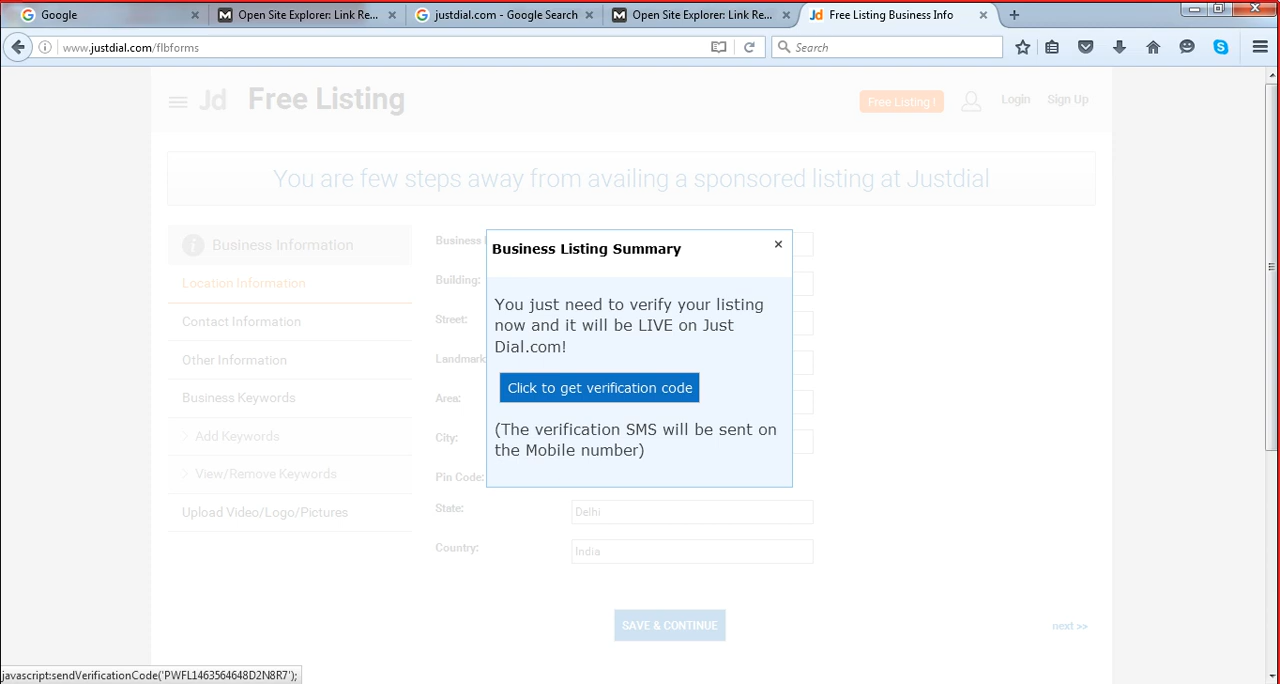 Google
Open Site Explorer: Link Re...
justdial.com - Google Search
Open Site Explorer: Link Re...
Jd Free Listing Business Info
www.justdial.com/flbforms
Search
Jd Free Listing
Free Listing !
Login
Sign Up
You are few steps away from availing a sponsored listing at Justdial
Business Information
Location Information
Contact Information
Other Information
Business Keywords
Add Keywords
View/Remove Keywords
Upload Video/Logo/Pictures
Business
Building:
Street:
Landmark
Area:
City:
Pin Code:
State:
Delhi
Country:
India
Business Listing Summary
You just need to verify your listing
now and it will be LIVE on Just
Dial.com!
Click to get verification code
(The verification SMS will be sent on
the Mobile number)
SAVE & CONTINUE
next >>
javascript:sendVerificationCode('PWFL1463564648D2N8R7');